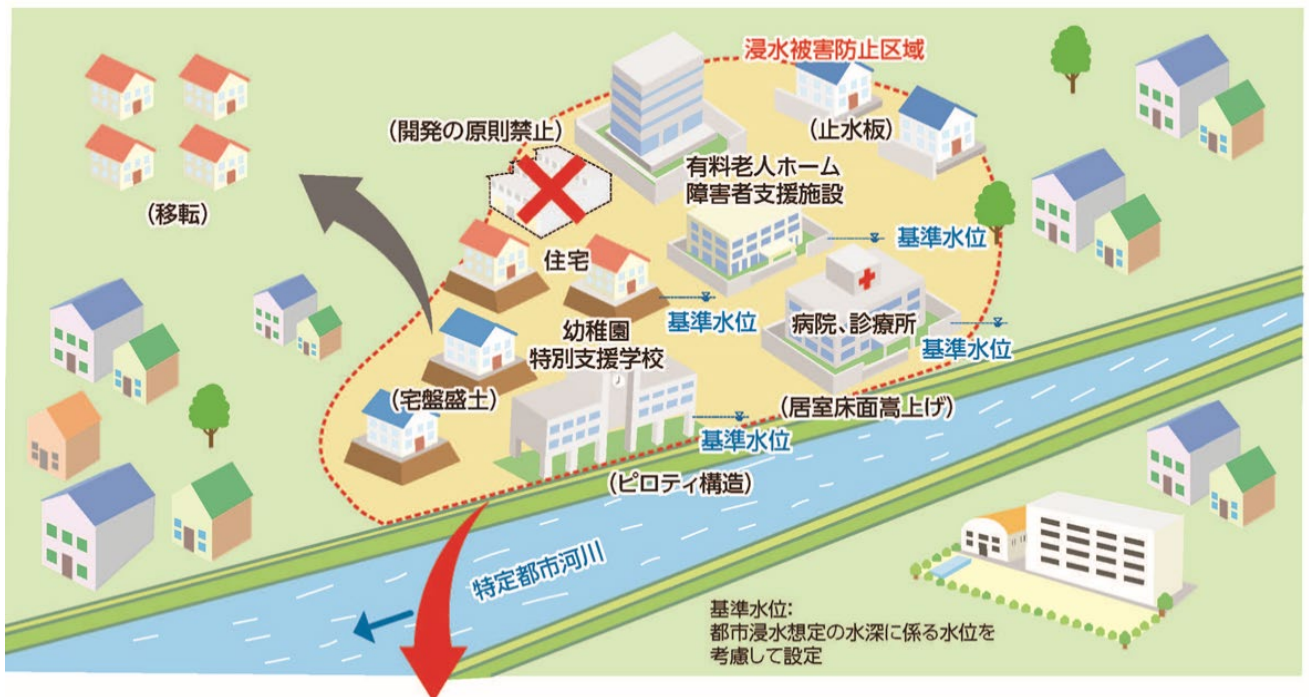 浸水被害防止区域
(開発の原則禁止)
(止水板)
有料老人ホーム
障害者支援施設
(移転)
基準水位
住宅
基準水位
病院、診療所
基準水位
幼稚園
特別支援学校
(宅盤盛土)
(居室床面嵩上げ)
基準水位
(ピロティ構造)
特定都市河川
基準水位:
都市浸水想定の水深に係る水位を
考慮して設定